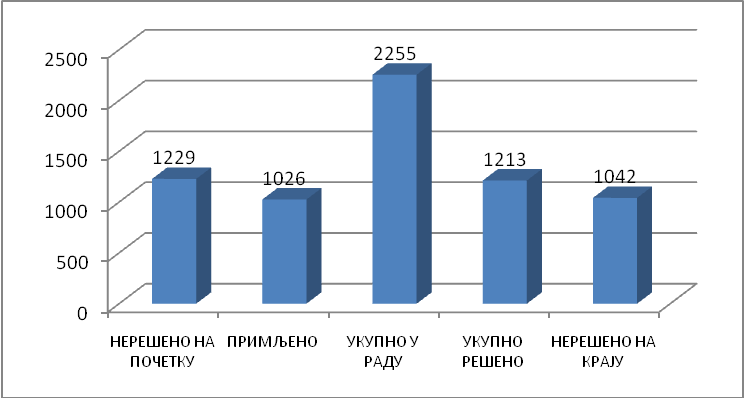 2500
2000
1500
1000
500
0
1229
1026
2255
1213
1042
НЕРЕШЕНО НА
ПОЧЕТКУ
ПРИМЉЕНО
УКУПНО У
РАДУ
УКУПНО
РЕШЕНО
НЕРЕШЕНО НА
КРАЈУ